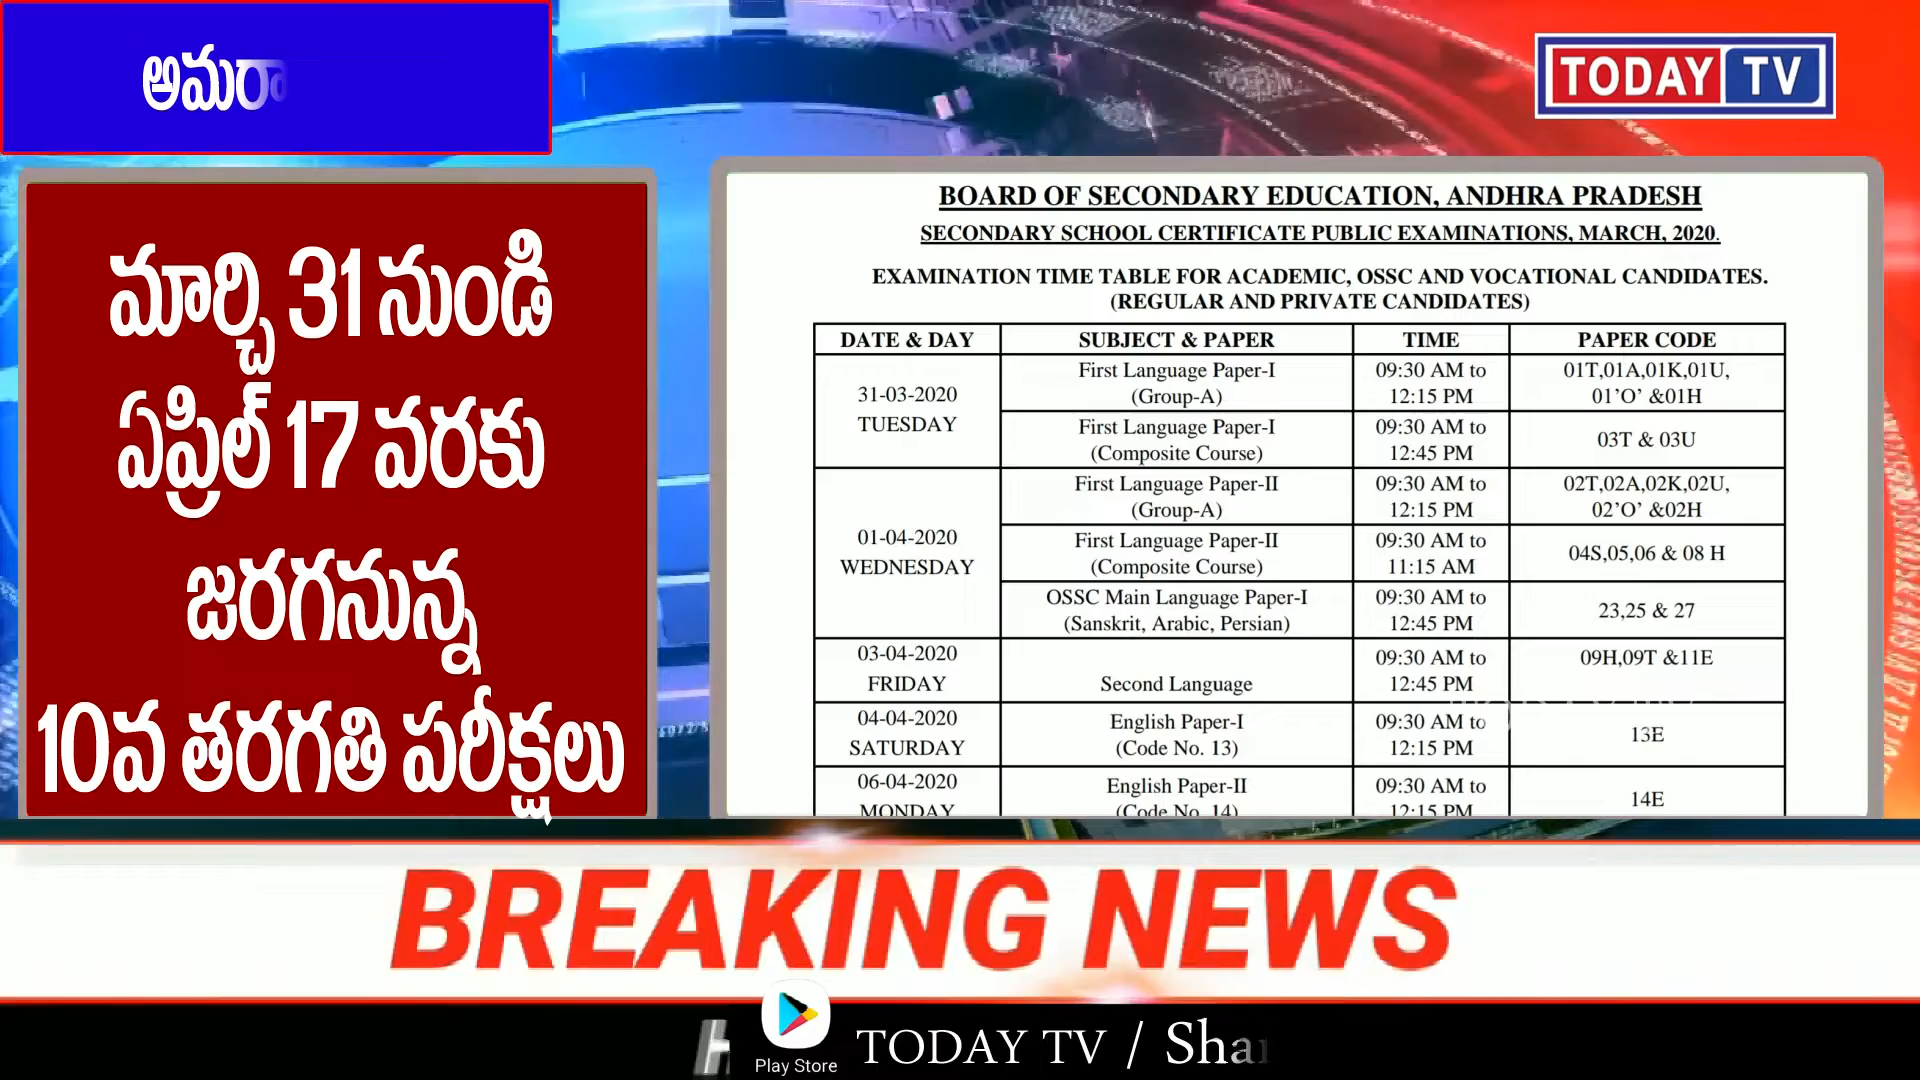 TODAY TV
మార్చి 31 నుండి
ఏప్రిల్ 17 వరకు
జరగనున్న
10వ తరగతి పరీక్షలు
BOARD OF SECONDARY EDUCATION, ANDHRA PRADESH
SECONDARY SCHOOL CERTIFICATE PUBLIC EXAMINATIONS, MARCH, 2020.
EXAMINATION TIME TABLE FOR ACADEMIC, OSSC AND VOCATIONAL CANDIDATES.
(REGULAR AND PRIVATE CANDIDATES)
DATE & DAY SUBJECT & PAPER TIME PAPER CODE
31-03-2020
TUESDAY
First Language Paper-I
(Group-A)
09:30 AM to
12:15 PM
01T,01A,01K,01U,
01’O’ &01H
First Language Paper-I
(Composite Course)
09:30 AM to
12:45 PM
03T & 03U
01-04-2020
WEDNESDAY
First Language Paper-II
(Group-A)
09:30 AM to
12:15 PM
02T,02A,02K,02U,
02’O’ &02H
First Language Paper-II
(Composite Course)
09:30 AM to
11:15 AM
04S,05,06 & 08 H
OSSC Main Language Paper-I
(Sanskrit, Arabic, Persian)
09:30 AM to
12:45 PM
23,25 & 27
03-04-2020
FRIDAY
Second Language
09:30 AM to
12:45 PM
09H,09T &11E
04-04-2020
SATURDAY
English Paper-I
(Code No. 13)
09:30 AM to
12:15 PM
13E
06-04-2020
MONDAY
English Paper-II
(Code No. 14)
09:30 AM to
12:15 PM
14E
BREAKING NEWS
Play Store
TODAY TV /